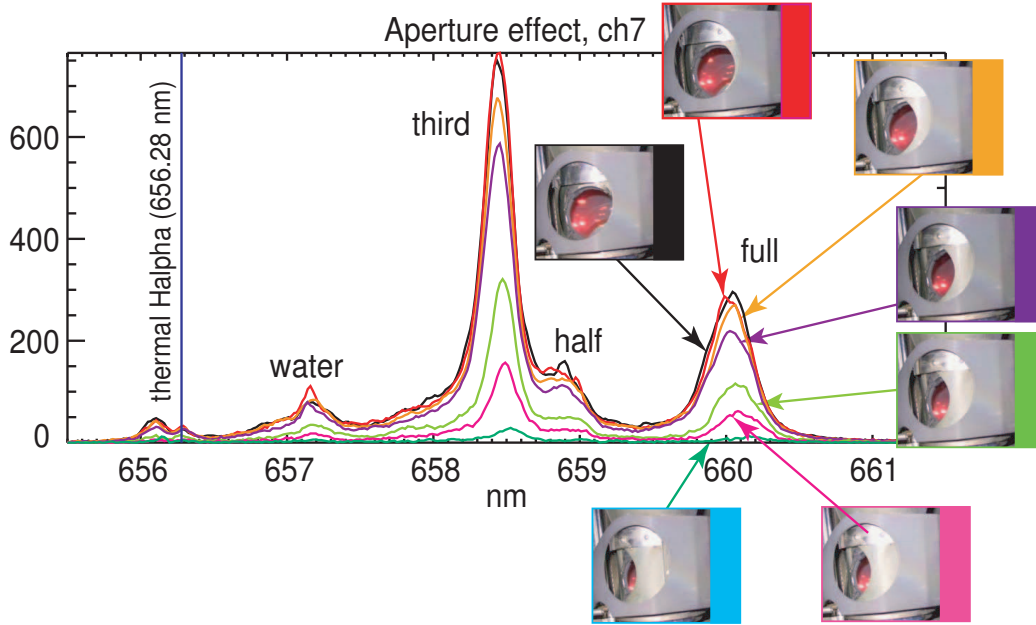 Aperture effect, ch7
600
400
200
0
thermal Halpha (656.28 nm)
water
third
half
full
656
657
658
659
660
661
nm